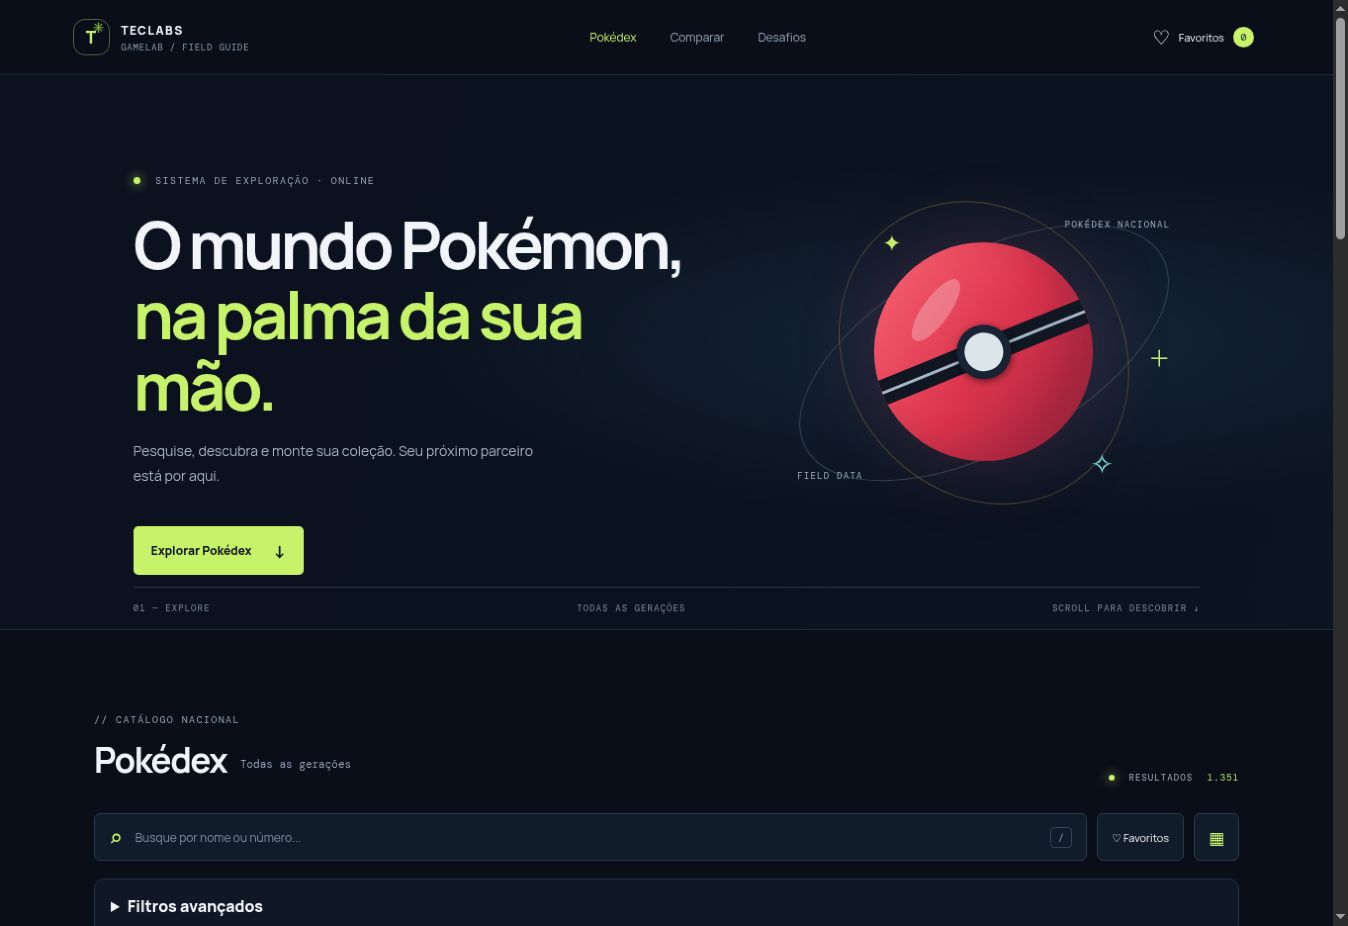 T
TECLABS
GAMELAB / FIELD GUIDE
Pokédex
Comparar
Desafios
♡ Favoritos 0
SISTEMA DE EXPLORAÇÃO · ONLINE
O mundo Pokémon,
na palma da sua
mão.
Pesquise, descubra e monte sua coleção. Seu próximo parceiro
está por aqui.
Explorar Pokédex ↓
POKÉDEX NACIONAL
FIELD DATA
01 — EXPLORE
TODAS AS GERAÇÕES
SCROLL PARA DESCOBRIR ↓
// CATÁLOGO NACIONAL
Pokédex Todas as gerações
RESULTADOS 1.351
Busque por nome ou número...
/
♡ Favoritos
Filtros avançados